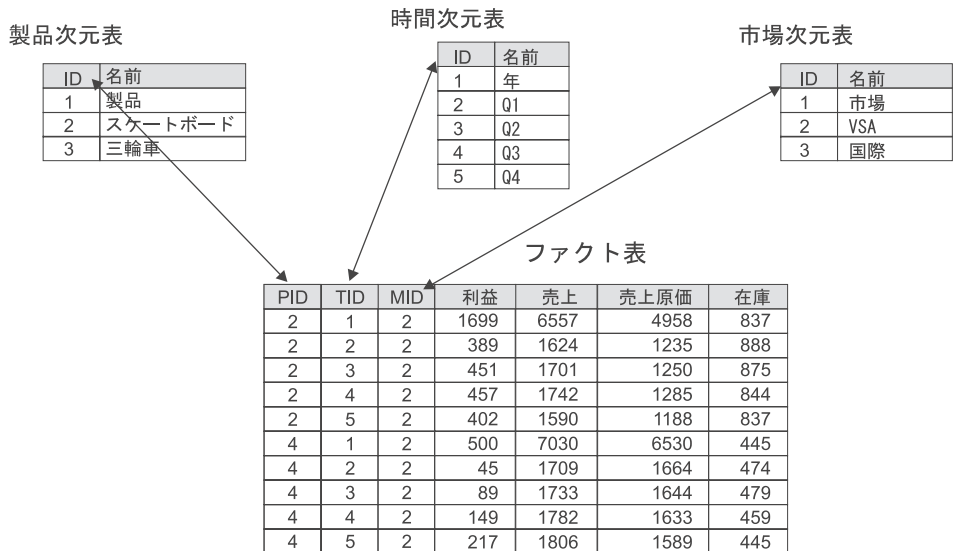 製品次元表
ID 名前
1 製品
2 スケートボード
3 三輪車
時間次元表
ID 名前
1 年
2 Q1
3 Q2
4 Q3
5 Q4
市場次元表
ID 名前
1 市場
2 VSA
3 国際
ファクト表
PID TID MID 利益 売上 売上原価 在庫
2 1 2 1699 6557 4958 837
2 2 2 389 1624 1235 888
2 3 2 451 1701 1250 875
2 4 2 457 1742 1285 844
2 5 2 402 1590 1188 837
4 1 2 500 7030 6530 445
4 2 2 45 1709 1664 474
4 3 2 89 1733 1644 479
4 4 2 149 1782 1633 459
4 5 2 217 1806 1589 445